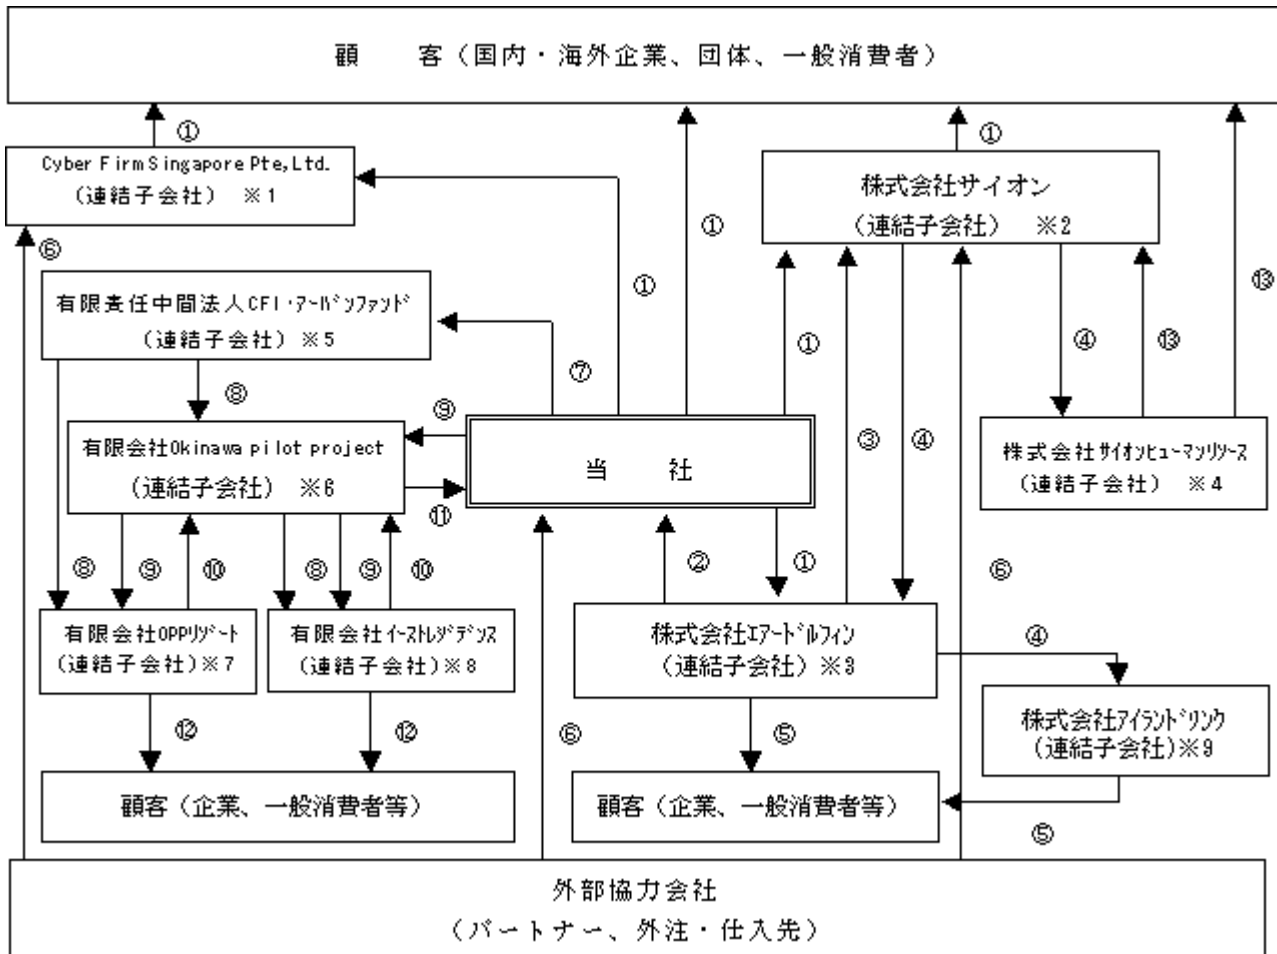 顧　　客（国内・海外企業、団体、一般消費者）
①
①
Cyber Firm Singapore Pte,Ltd.
（連結子会社）　※1
株式会社サイオン
（連結子会社）　※2
⑥
①
⑬
有限責任中間法人CFI・ｱｰﾊﾞﾝﾌｧﾝﾄﾞ
（連結子会社）※5
①
①
④
⑬
⑦
⑧
⑨
③
④
有限会社Okinawa pilot project
（連結子会社）　※6
当　　社
株式会社ｻｲｵﾝﾋｭｰﾏﾝﾘｿｰｽ
（連結子会社）　※4
⑪
⑧
⑨
⑩
⑧
⑨
⑩
②
①
⑥
有限会社OPPﾘｿﾞｰﾄ
（連結子会社）※7
有限会社ｲｰｽﾄﾚｼﾞﾃﾞﾝｽ
（連結子会社）※8
株式会社ｴｱｰﾄﾞﾙﾌｨﾝ
（連結子会社）※3
④
株式会社ｱｲﾗﾝﾄﾞﾘﾝｸ
（連結子会社）※9
⑫
⑫
⑥
⑤
顧客（企業、一般消費者等）
顧客（企業、一般消費者等）
⑤
外部協力会社
（パートナー、外注・仕入先）